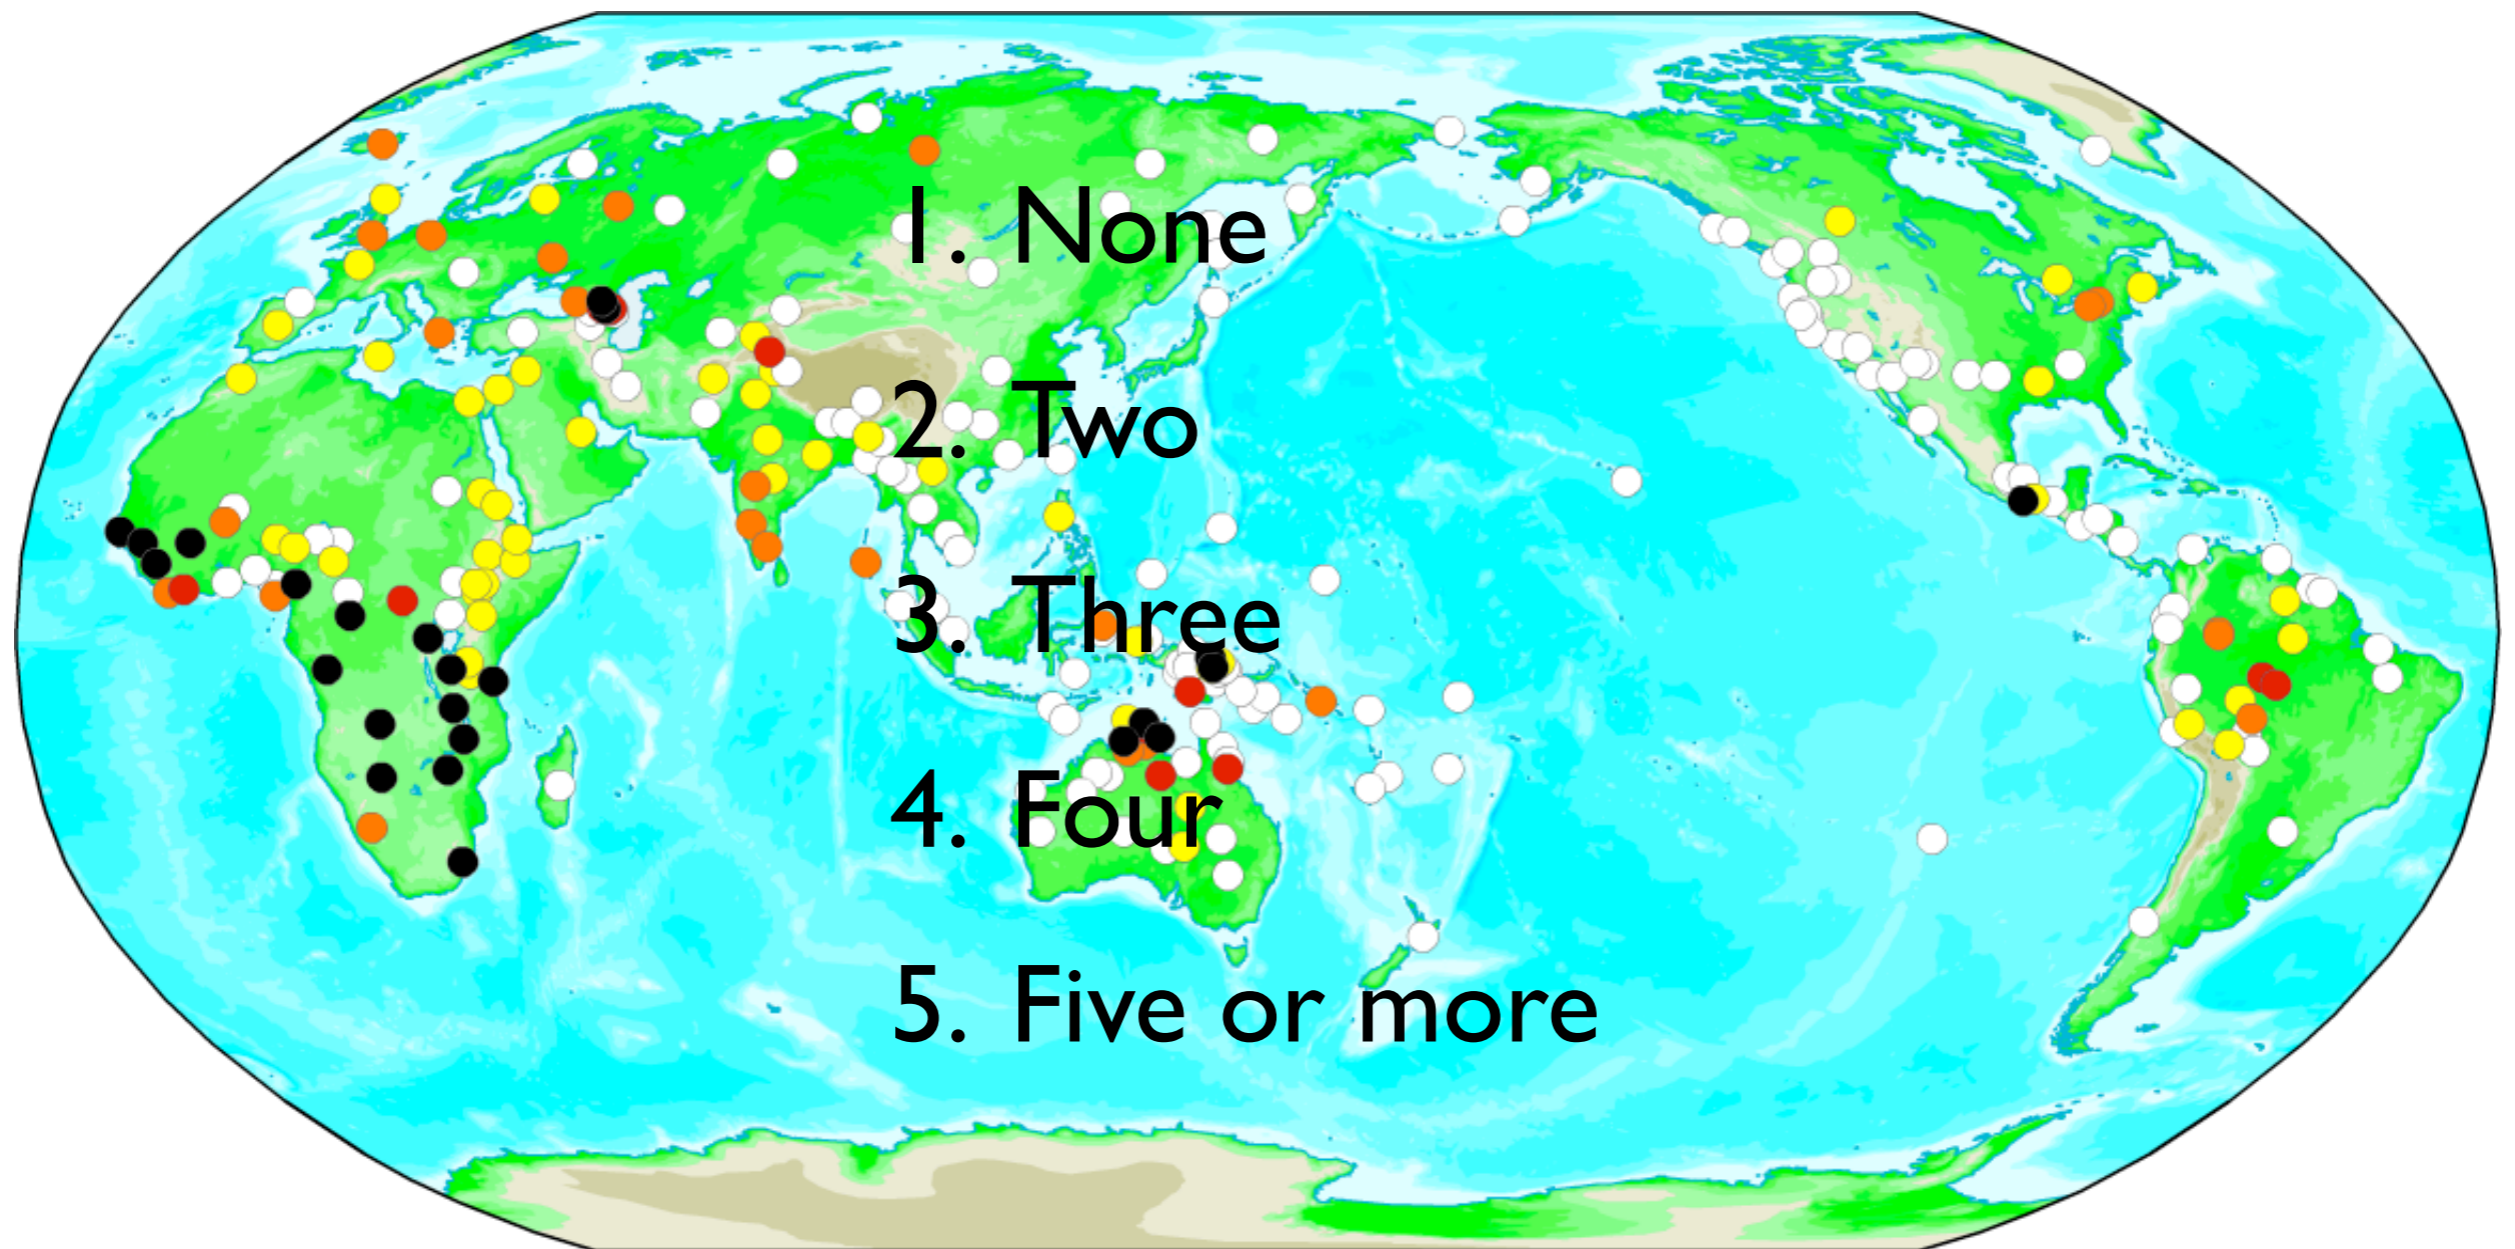 1. None
2. Two
3. Three
4. Four
5. Five or more